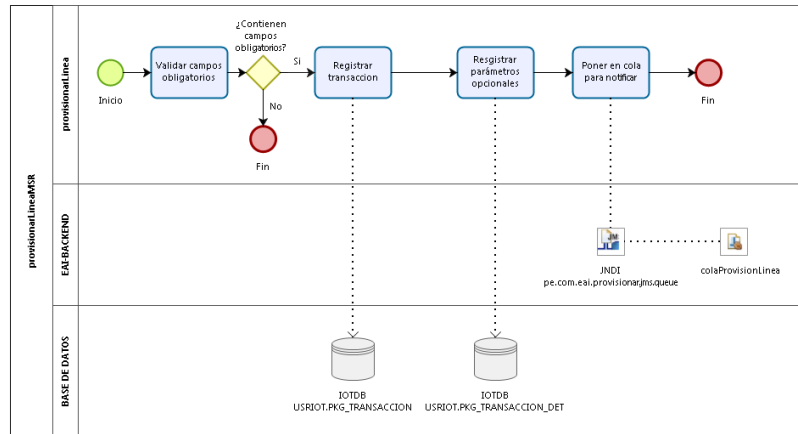 provisionarLineaMSR
provisionarLinea
¿Contienen
campos
obligatorios?
Inicio
Validar campos
obligatorios
Si
No
Fin
Registrar
transaccion
Resgistrar
parámetros
opcionales
Poner en cola
para notificar
Fin
EAI-BACKEND
JNDI
pe.com.eai.provisionar.jms.queue
colaProvisionLinea
BASE DE DATOS
IOTDB
USRIOT.PKG_TRANSACCION
IOTDB
USRIOT.PKG_TRANSACCION_DET